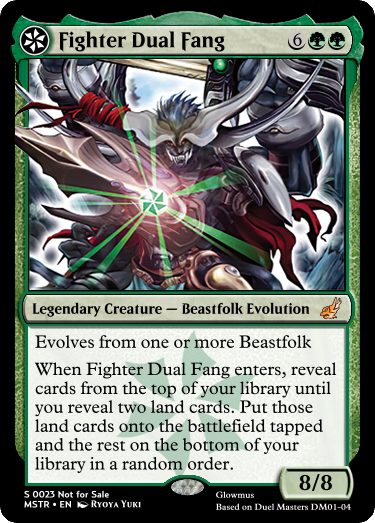 Fighter Dual Fang 6
Legendary Creature — Beastfolk Evolution
Evolves from one or more Beastfolk
When Fighter Dual Fang enters, reveal
cards from the top of your library until
you reveal two land cards. Put those
land cards onto the battlefield tapped
and the rest on the bottom of your
library in a random order.
8/8
S 0023 Not for Sale
MSTR • EN Ryoya Yuki
Glowmus
Based on Duel Masters DM01-04